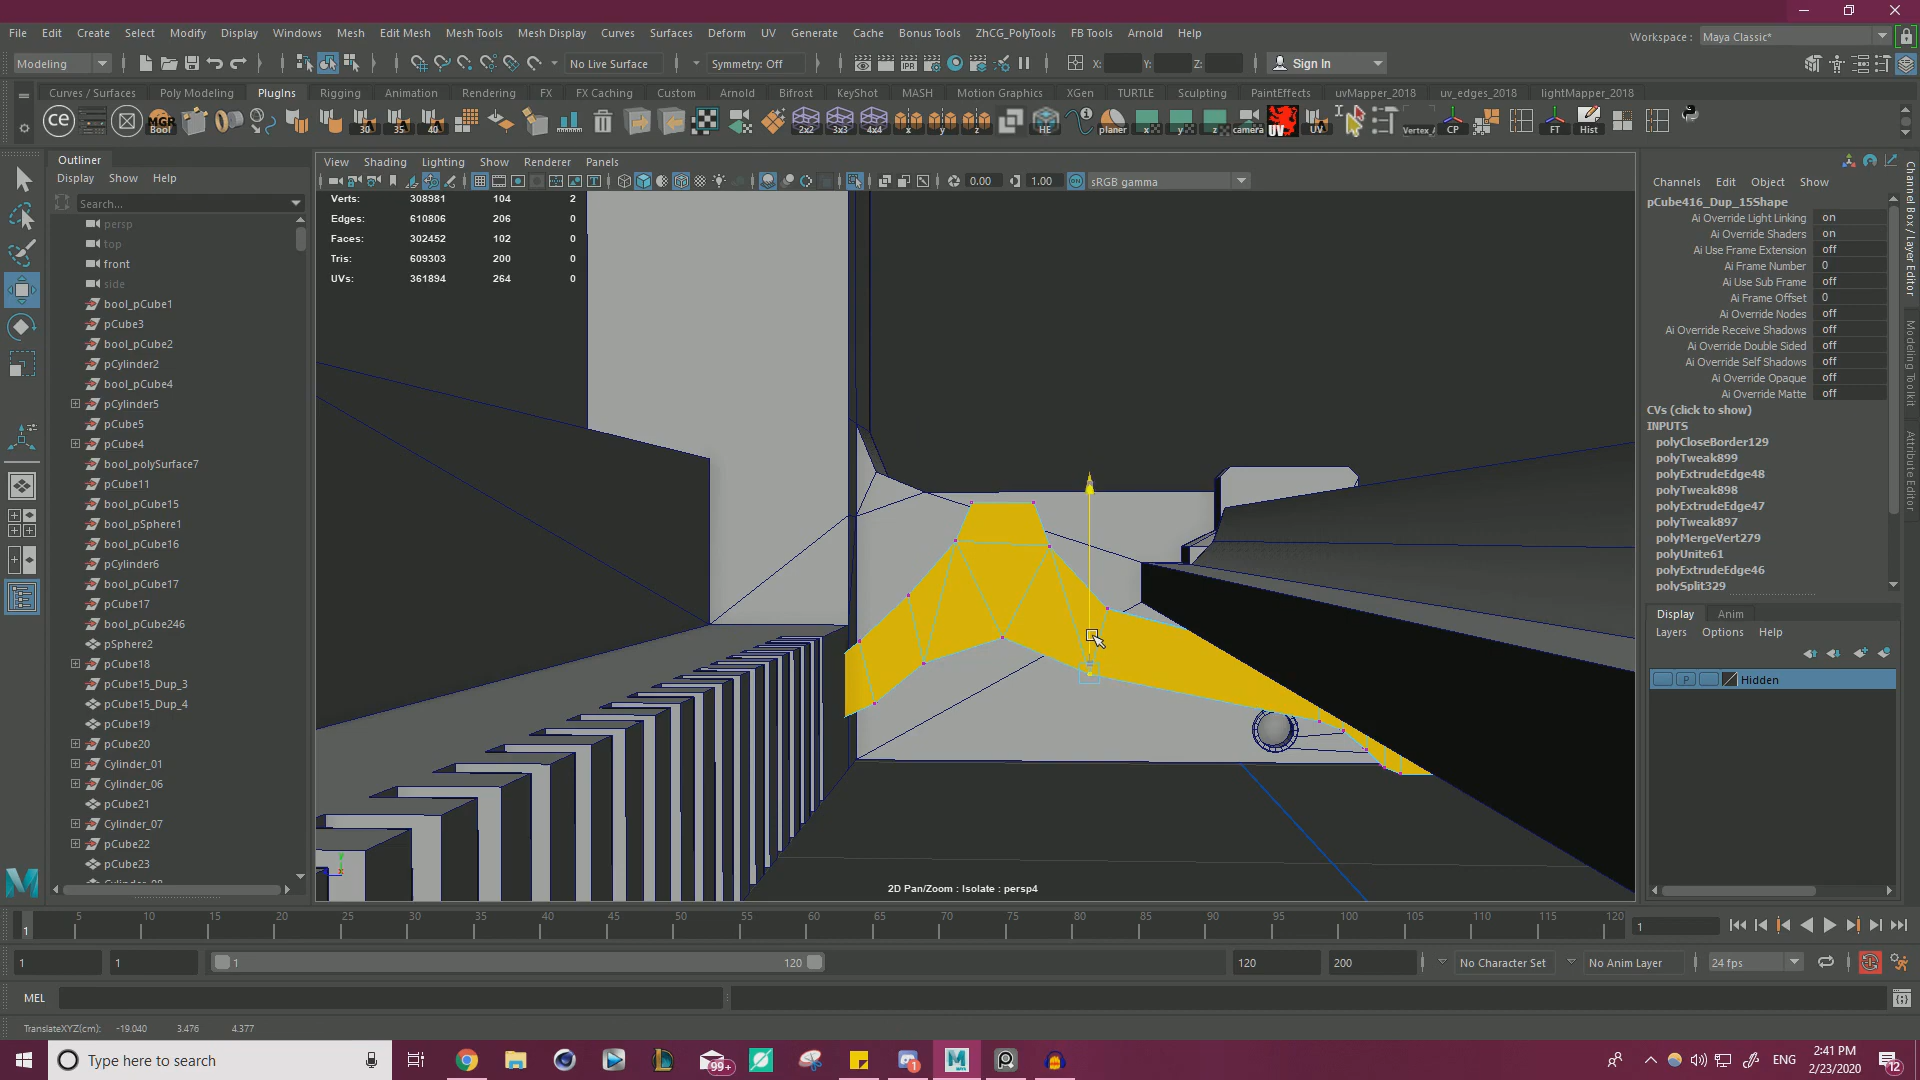 File Edit Create Select Modify Display Windows Mesh Edit Mesh Mesh Tools Mesh Display Curves Surfaces Deform UV Generate Cache Bonus Tools ZhCG_PolyTools FB Tools Arnold Help
Workspace : Maya Classic*
Modeling No Live Surface Symmetry: Off X: Y: Z: Sign In
Curves / Surfaces Poly Modeling PlugIns Rigging Animation Rendering FX FX Caching Custom Arnold Bifrost KeyShot MASH Motion Graphics XGen TURTLE Sculpting PaintEffects uvMapper_2018 uv_edges_2018 lightMapper_2018
Outliner
Display Show Help
Search...
persp
top
front
side
bool_pCube1
pCube3
bool_pCube2
pCylinder2
bool_pCube4
pCylinder5
pCube5
pCube4
bool_polySurface7
pCube11
bool_pCube15
bool_pSphere1
bool_pCube16
pCylinder6
bool_pCube17
pCube17
bool_pCube246
pSphere2
pCube18
pCube15_Dup_3
pCube15_Dup_4
pCube19
pCube20
Cylinder_01
Cylinder_06
pCube21
Cylinder_07
pCube22
pCube23
View Shading Lighting Show Renderer Panels
0.00 1.00 sRGB gamma
Verts: 308981 104 2
Edges: 610806 206 0
Faces: 302452 102 0
Tris: 609303 200 0
UVs: 361894 264 0
2D Pan/Zoom : Isolate : persp4
Channels Edit Object Show
pCube416_Dup_15Shape
Ai Override Light Linking on
Ai Override Shaders on
Ai Use Frame Extension off
Ai Frame Number 0
Ai Use Sub Frame off
Ai Frame Offset 0
Ai Override Nodes off
Ai Override Receive Shadows off
Ai Override Double Sided off
Ai Override Self Shadows off
Ai Override Opaque off
Ai Override Matte off
CVs (click to show)
INPUTS
polyCloseBorder129
polyTweak899
polyExtrudeEdge48
polyTweak898
polyExtrudeEdge47
polyTweak897
polyMergeVert279
polyUnite61
polyExtrudeEdge46
polySplit329
Display Anim
Layers Options Help
P Hidden
Channel Box / Layer Editor
Modeling Toolkit
Attribute Editor
5 10 15 20 25 30 35 40 45 50 55 60 65 70 75 80 85 90 95 100 105 110 115 120
1 1
1 1 1 120 120 200 No Character Set No Anim Layer 24 fps
MEL
TranslateXYZ(cm): -19.040 3.476 4.377
Type here to search
99+
ENG
2:41 PM
2/23/2020
12